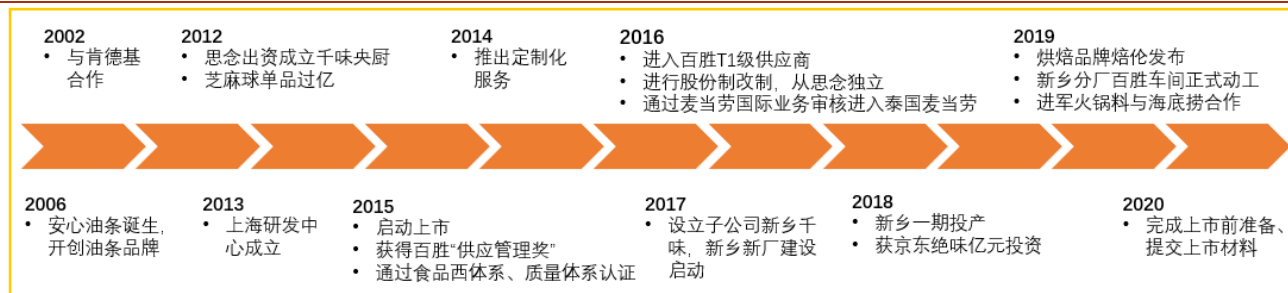 2002
• 与肯德基
合作
2012
• 思念出资成立千味央厨
• 芝麻球单品过亿
2014
• 推出定制化
服务
2016
• 进入百胜T1级供应商
• 进行股份制改制，从思念独立
• 通过麦当劳国际业务审核进入泰国麦当劳
2019
• 烘焙品牌焙伦发布
• 新乡分厂百胜车间正式动工
• 进军火锅料与海底捞合作
2006
• 安心油条诞生，
开创油条品牌
2013
• 上海研发中
心成立
2015
• 启动上市
• 获得百胜“供应管理奖”
• 通过食品西体系、质量体系认证
2017
• 设立子公司新乡千
味，新乡新厂建设
启动
2018
• 新乡一期投产
• 获京东绝味亿元投资
2020
• 完成上市前准备、
提交上市材料